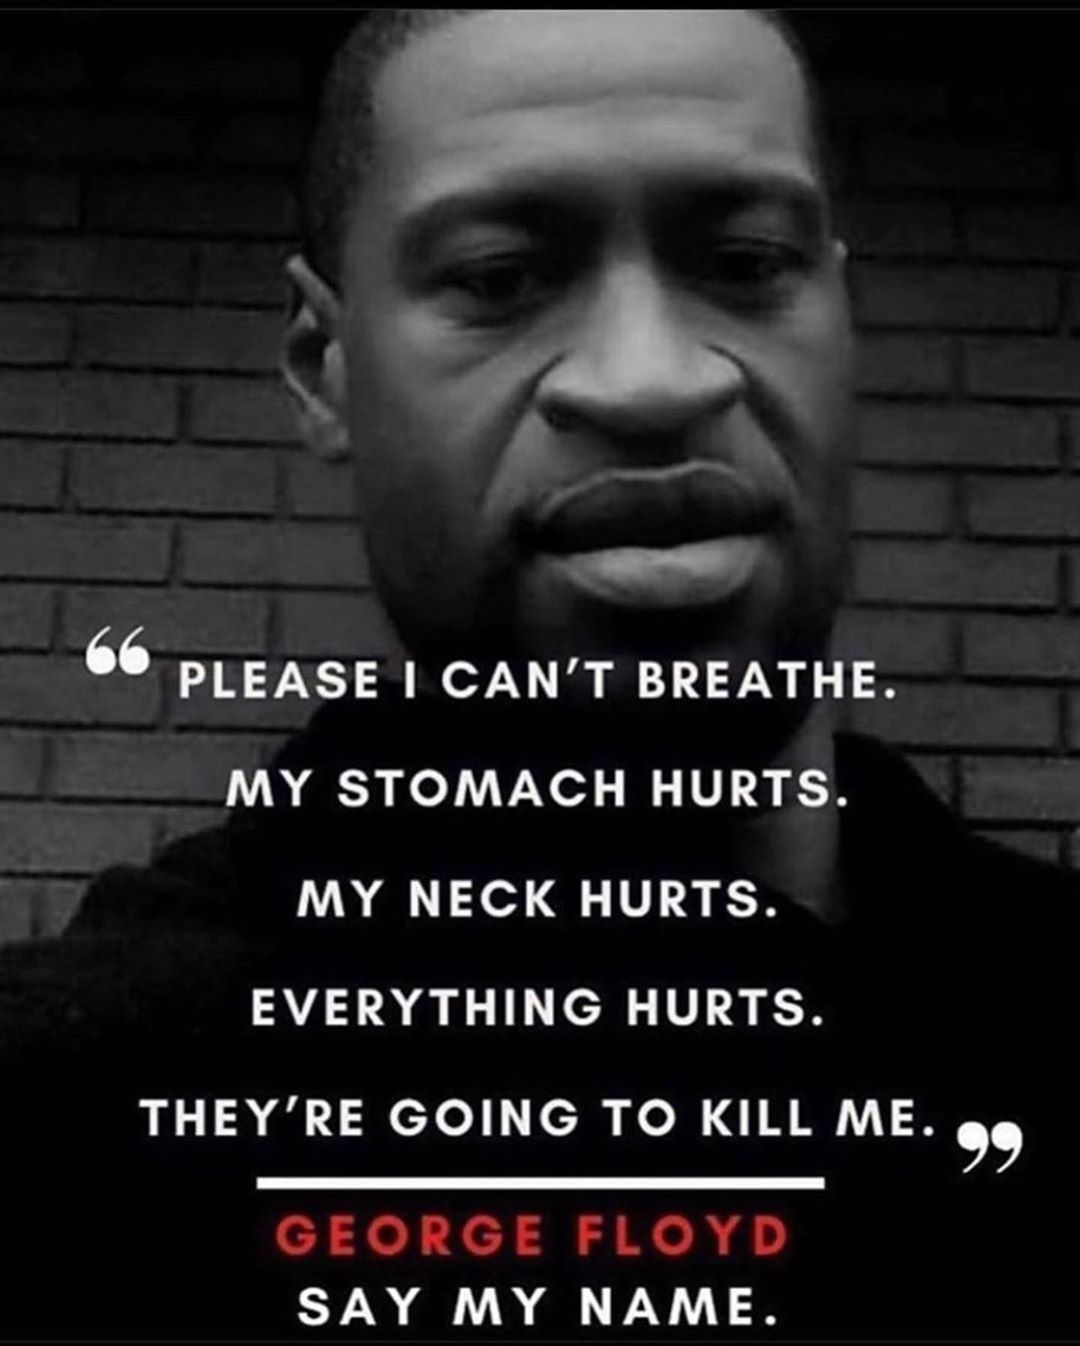 “ PLEASE I CAN’T BREATHE.
MY STOMACH HURTS.
MY NECK HURTS.
EVERYTHING HURTS.
THEY’RE GOING TO KILL ME. ”
GEORGE FLOYD
SAY MY NAME.